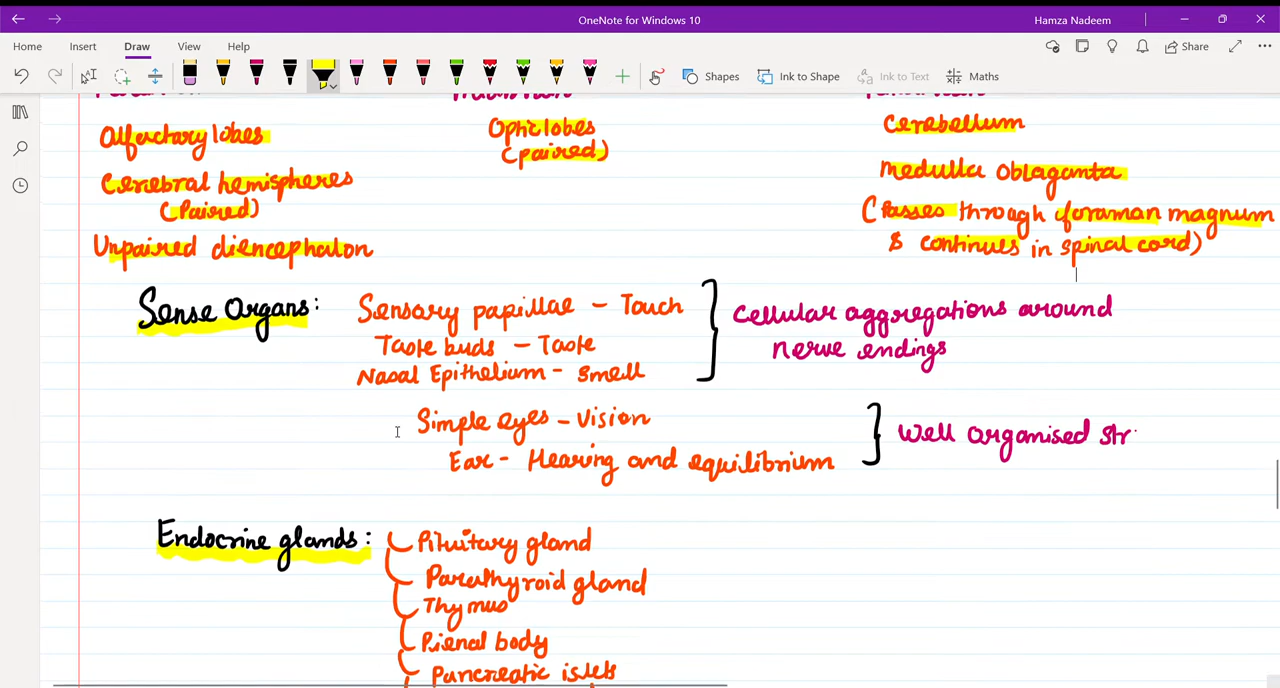 OneNote for Windows 10
Hamza Nadeem
Home Insert Draw View Help
Share
Shapes Ink to Shape Ink to Text Maths
Olfactory lobes
Cerebral hemispheres
(Paired)
Unpaired diencephalon
Optic lobes
(paired)
Cerebellum
Medulla oblaganta
(Passes through foraman magnum
& continues in spinal cord)
Sense Organs:
Sensory papillae - Touch
Taste buds - Taste
Nasal Epithelium - Smell
Cellular aggregations around
nerve endings
Simple eyes - Vision
Ear - Hearing and equilibrium
Well organised str.
Endocrine glands:
Pituitary gland
Parathyroid gland
Thymus
Pienal body
Pancreatic islets